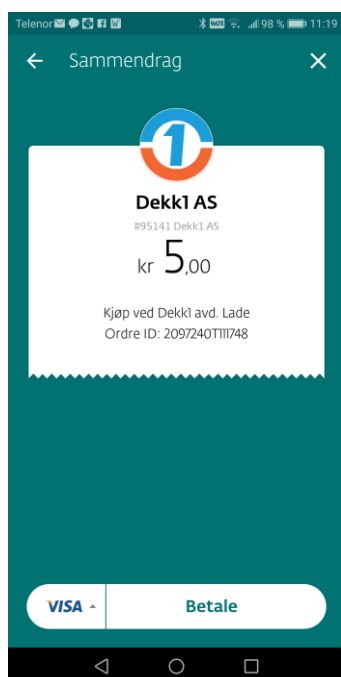 Telenor 98 % 11:19
Sammendrag
1
Dekk1 AS
#95141 Dekk1 AS
kr 5,00
Kjøp ved Dekk1 avd. Lade
Ordre ID: 2097240T111748
VISA Betale